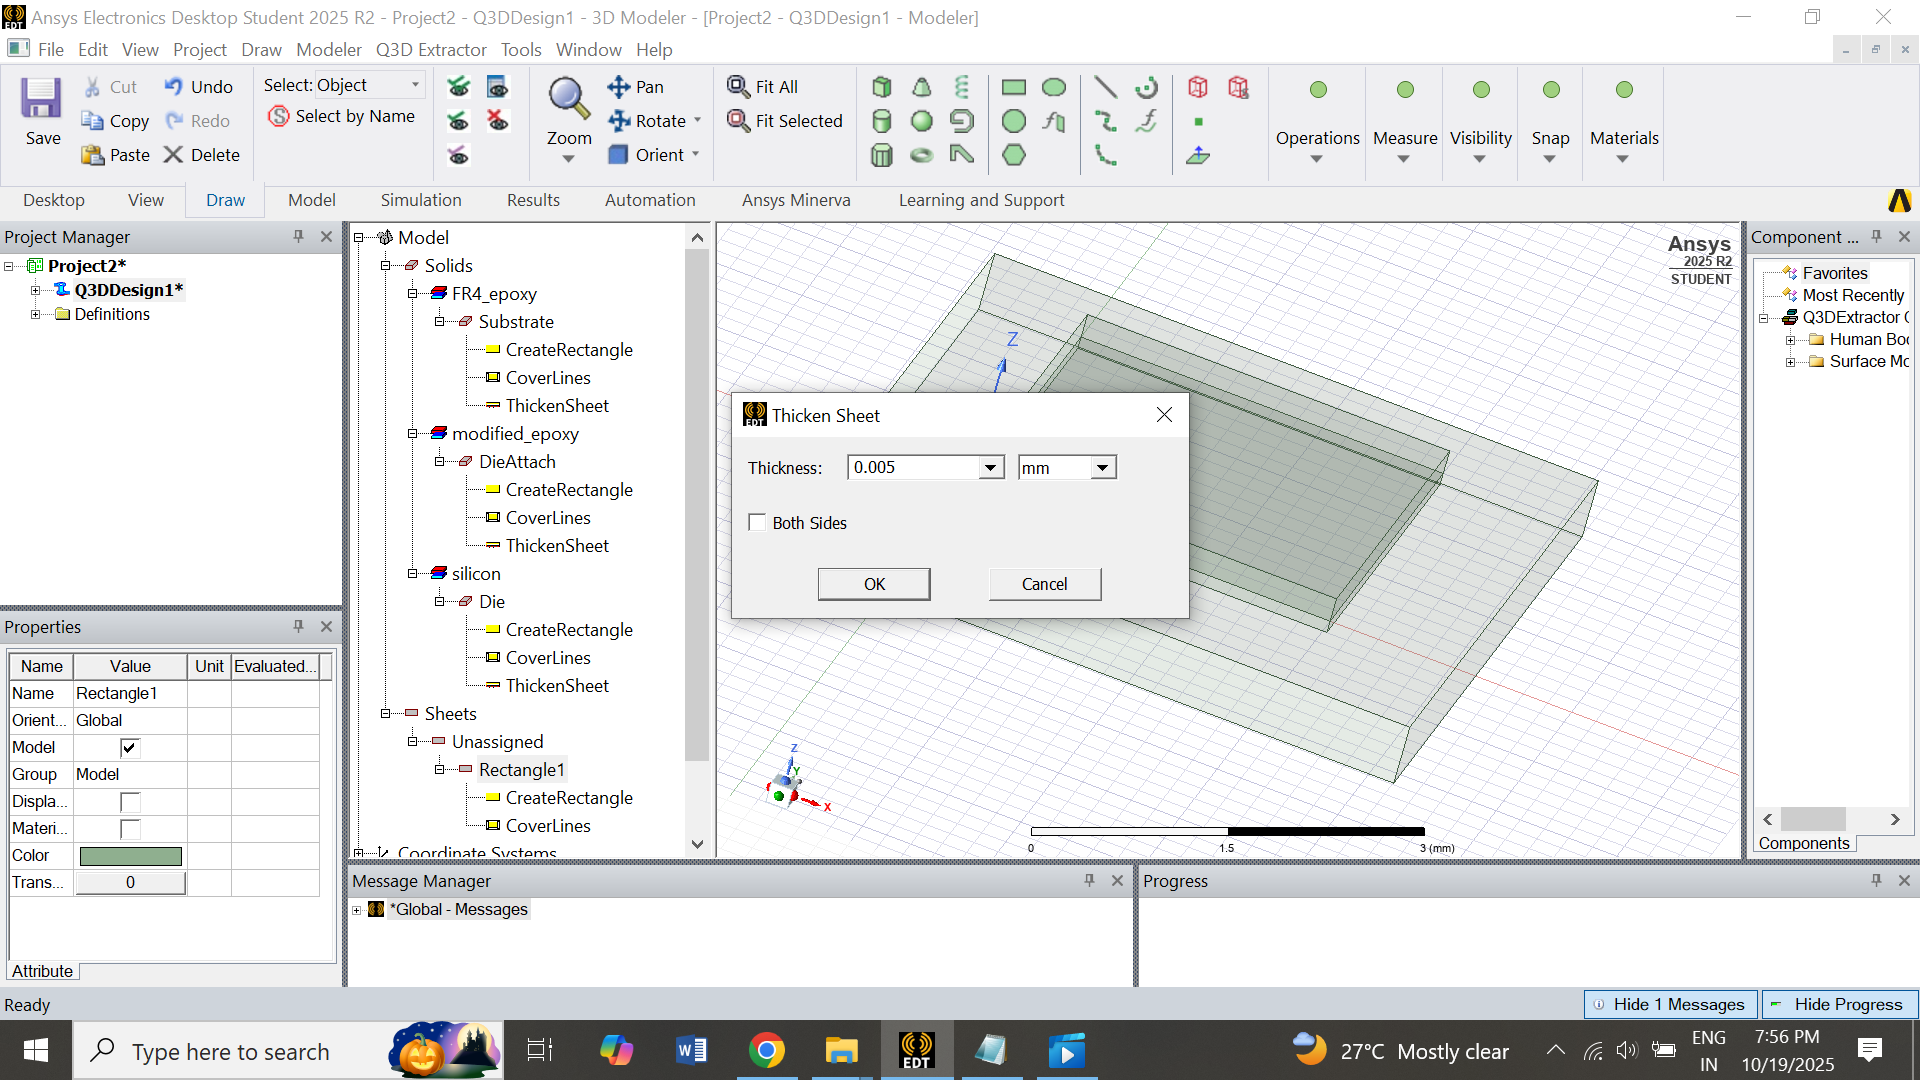 Ansys Electronics Desktop Student 2025 R2 - Project2 - Q3DDesign1 - 3D Modeler - [Project2 - Q3DDesign1 - Modeler]
File Edit View Project Draw Modeler Q3D Extractor Tools Window Help
Save
Cut
Copy
Paste
Undo
Redo
Delete
Select: Object
Select by Name
Zoom
Pan
Rotate
Orient
Fit All
Fit Selected
Operations
Measure
Visibility
Snap
Materials
Desktop View Draw Model Simulation Results Automation Ansys Minerva Learning and Support
Project Manager
Project2*
Q3DDesign1*
Definitions
Properties
Name Value Unit Evaluated...
Name Rectangle1
Orient... Global
Model
Group Model
Displa...
Materi...
Color
Trans... 0
Attribute
Model
Solids
FR4_epoxy
Substrate
CreateRectangle
CoverLines
ThickenSheet
modified_epoxy
DieAttach
CreateRectangle
CoverLines
ThickenSheet
silicon
Die
CreateRectangle
CoverLines
ThickenSheet
Sheets
Unassigned
Rectangle1
CreateRectangle
CoverLines
Coordinate Systems
Ansys
2025 R2
STUDENT
Z
EDT Thicken Sheet
Thickness: 0.005 mm
Both Sides
OK Cancel
Z
Y
X
0 1.5 3 (mm)
Component ...
Favorites
Most Recently
Q3DExtractor
Human Bo
Surface Mo
Components
Message Manager
*Global - Messages
Progress
Ready
Hide 1 Messages Hide Progress
Type here to search
EDT
27°C Mostly clear
ENG
IN
7:56 PM
10/19/2025